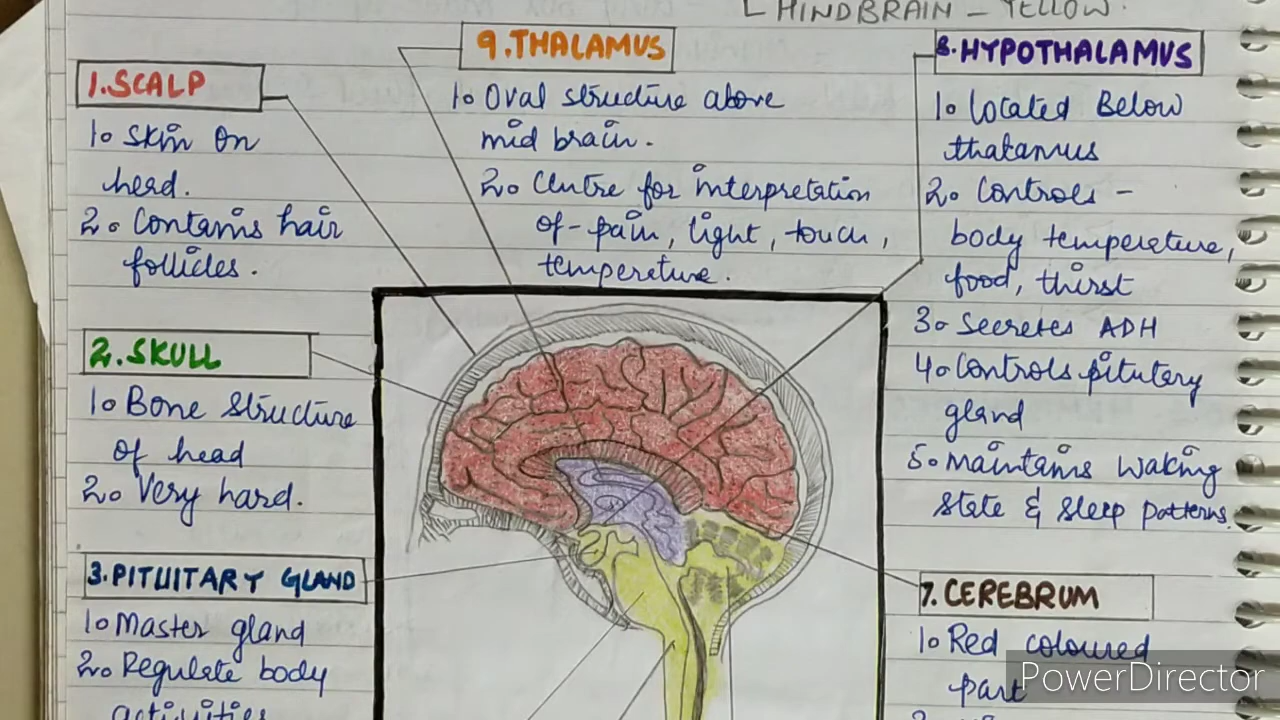 └ HINDBRAIN - YELLOW.
1. SCALP
1. Skin on
head.
2. Contains hair
follicles.
2. SKULL
1. Bone structure
of head
2. Very hard.
3. PITUITARY GLAND
1. Master gland
2. Regulate body
activities
9. THALAMUS
1. Oval structure above
mid brain.
2. Centre for interpretation
of - pain, light, touch,
temperature.
8. HYPOTHALAMUS
1. Located Below
thalamus
2. Controls -
body temperature,
food, thirst
3. Secretes ADH
4. Controls pitutary
gland
5. Maintains waking
state & sleep patterns.
7. CEREBRUM
1. Red coloured
part
PowerDirector